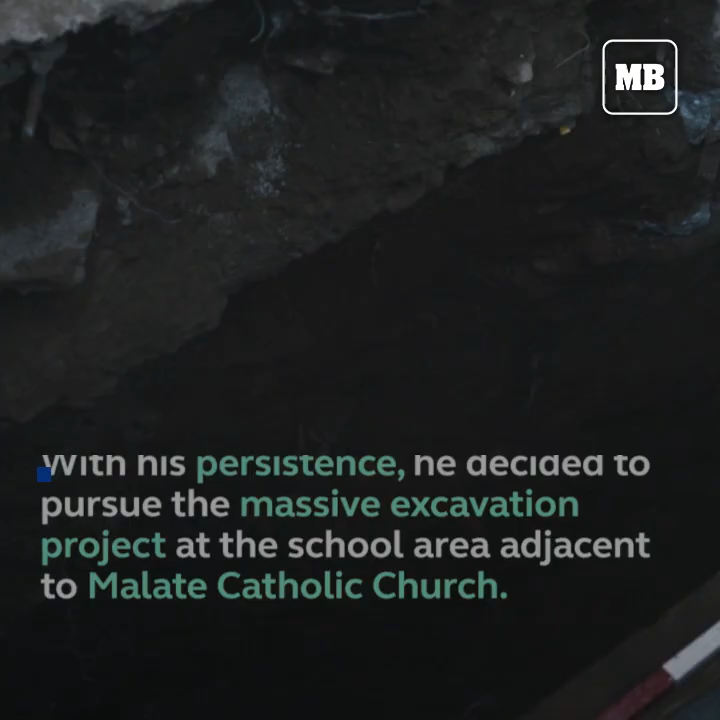 MB
With his persistence, he decided to
pursue the massive excavation
project at the school area adjacent
to Malate Catholic Church.